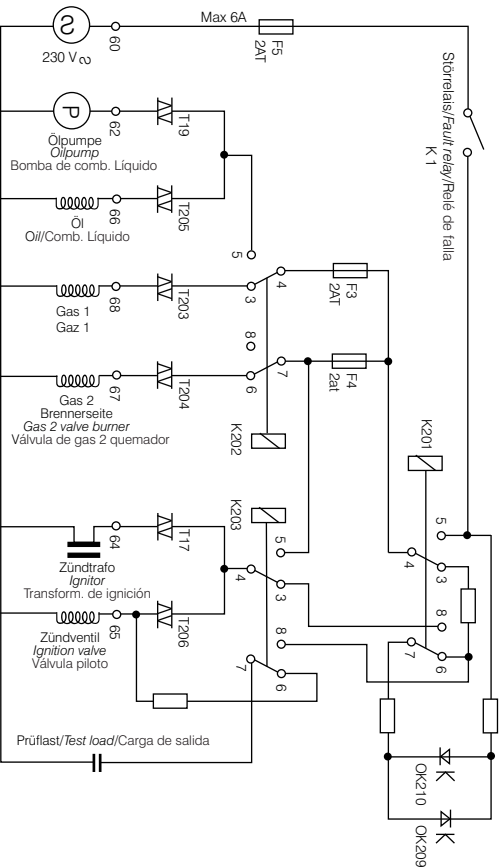 S
230 V
60
Max 6A
F5
2AT
Störrelais/Fault relay/Relé de falla
K1
P
62
T19
Ölpumpe
Oilpump
Bomba de comb. Líquido
66
T205
Öl
Oil/Comb. Líquido
5
4
3
F3
2AT
68
T203
Gas 1
Gaz 1
8
7
6
F4
2at
67
T204
Gas 2
Brennerseite
Gas 2 valve burner
Válvula de gas 2 quemador
K202
K201
5
3
4
8
6
7
K203
5
3
4
8
6
7
64
T17
Zündtrafo
Ignitor
Transform. de ignición
65
T206
Zündventil
Ignition valve
Válvula piloto
Prüflast/Test load/Carga de salida
OK210
OK209